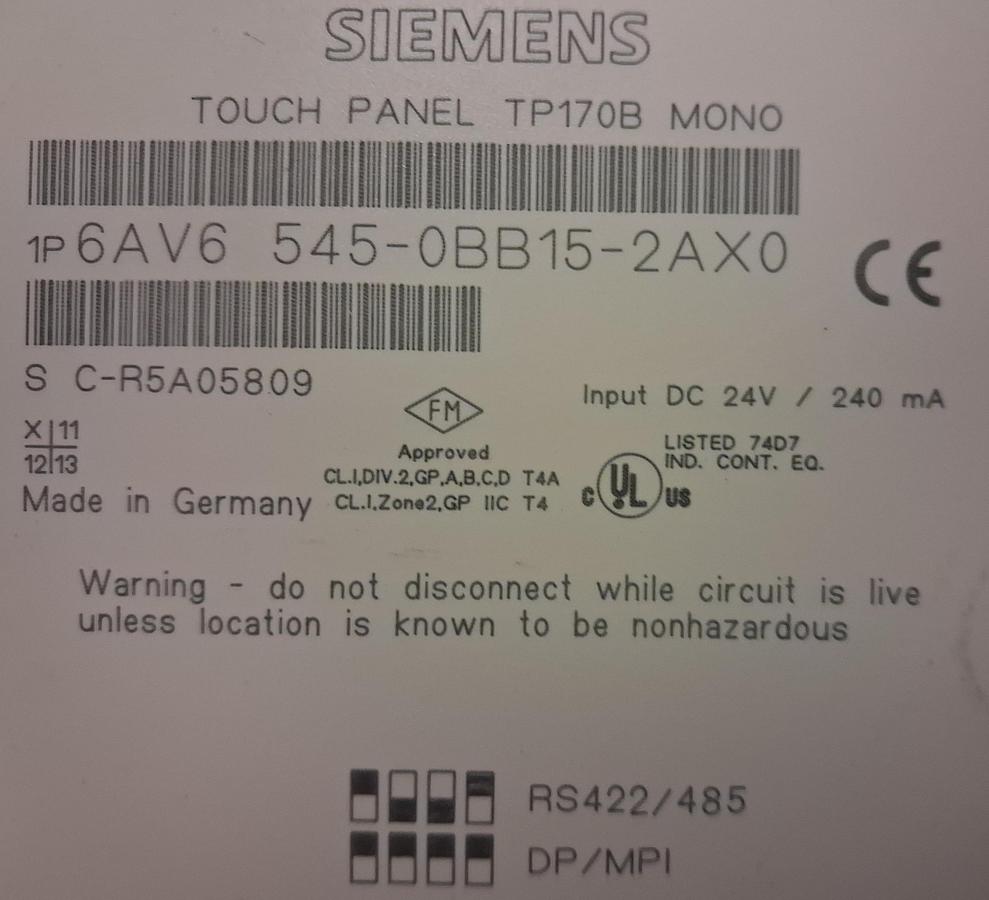 SIEMENS
TOUCH PANEL TP170B MONO
1P 6AV6 545-0BB15-2AX0
CE
S C-R5A05809
Input DC 24V / 240 mA
FM
X 11
12 13
Approved
LISTED 74D7
IND. CONT. EQ.
CL.I,DIV.2,GP,A,B,C,D T4A
C UL US
Made in Germany
CL.I,Zone2,GP IIC T4
Warning - do not disconnect while circuit is live
unless location is known to be nonhazardous
RS422/485
DP/MPI